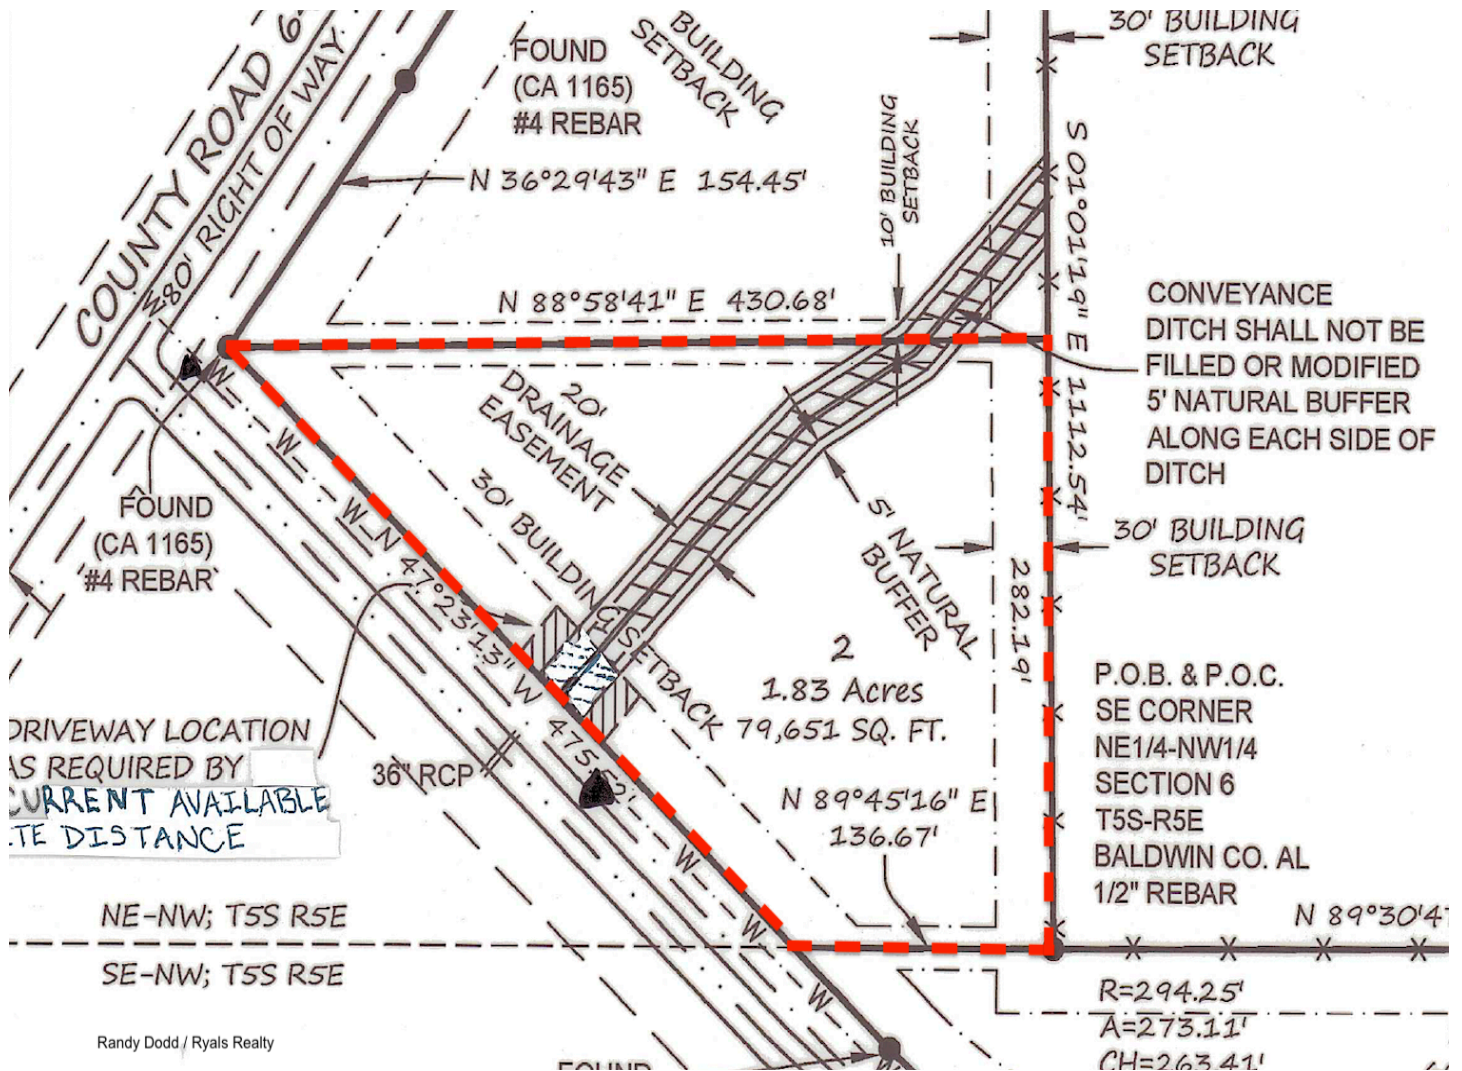 BUILDING
SETBACK
30' BUILDING
SETBACK
FOUND
(CA 1165)
#4 REBAR
COUNTY ROAD
80' RIGHT OF WAY
N 36°29'43" E 154.45'
10' BUILDING
SETBACK
S 01°01'19" E 1112.54'
N 88°58'41" E 430.68'
CONVEYANCE
DITCH SHALL NOT BE
FILLED OR MODIFIED
5' NATURAL BUFFER
ALONG EACH SIDE OF
DITCH
W
W
W
W
20'
DRAINAGE
EASEMENT
30' BUILDING SETBACK
FOUND
(CA 1165)
#4 REBAR
N 47°23'13" W 475.52'
5' NATURAL
BUFFER
30' BUILDING
SETBACK
282.19'
2
1.83 Acres
79,651 SQ. FT.
P.O.B. & P.O.C.
SE CORNER
NE1/4-NW1/4
SECTION 6
T5S-R5E
BALDWIN CO. AL
1/2" REBAR
DRIVEWAY LOCATION
AS REQUIRED BY
CURRENT AVAILABLE
TE DISTANCE
36" RCP
N 89°45'16" E
136.67'
W
W
W
W
NE-NW; T5S R5E
SE-NW; T5S R5E
N 89°30'47
R=294.25'
A=273.11'
CH=263.41'
Randy Dodd / Ryals Realty
FOUND